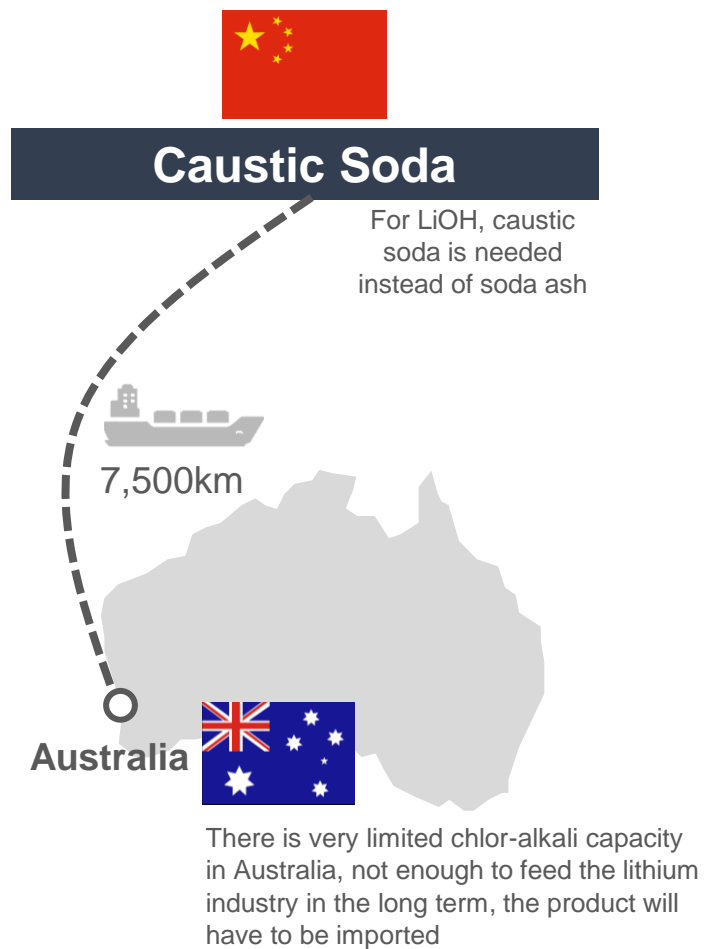 Caustic Soda
For LiOH, caustic
soda is needed
instead of soda ash
7,500km
Australia
There is very limited chlor-alkali capacity
in Australia, not enough to feed the lithium
industry in the long term, the product will
have to be imported